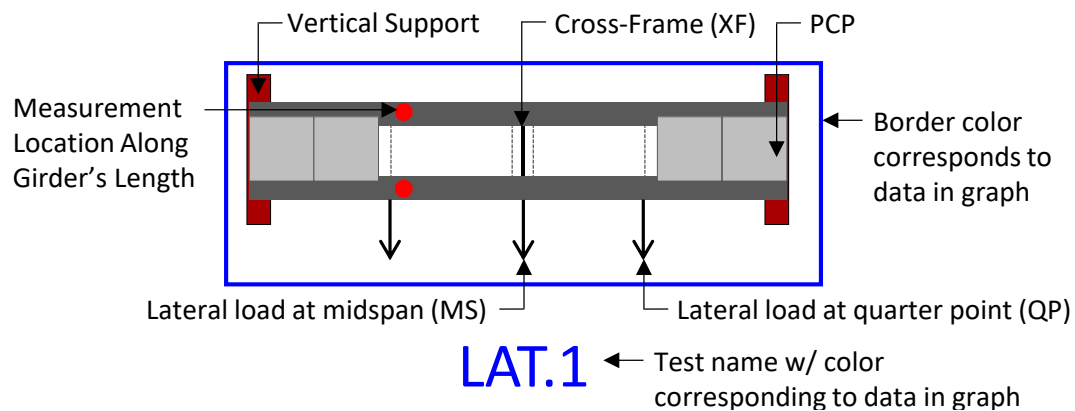 Vertical Support
Cross-Frame (XF)
PCP
Measurement
Location Along
Girder's Length
Border color
corresponds to
data in graph
Lateral load at midspan (MS)
Lateral load at quarter point (QP)
LAT.1
Test name w/ color
corresponding to data in graph